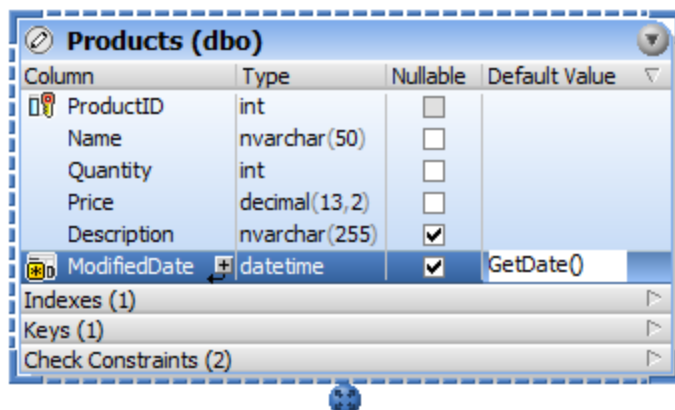 Products (dbo)
Column Type Nullable Default Value
ProductID int
Name nvarchar(50)
Quantity int
Price decimal(13,2)
Description nvarchar(255)
ModifiedDate datetime GetDate()
Indexes (1)
Keys (1)
Check Constraints (2)